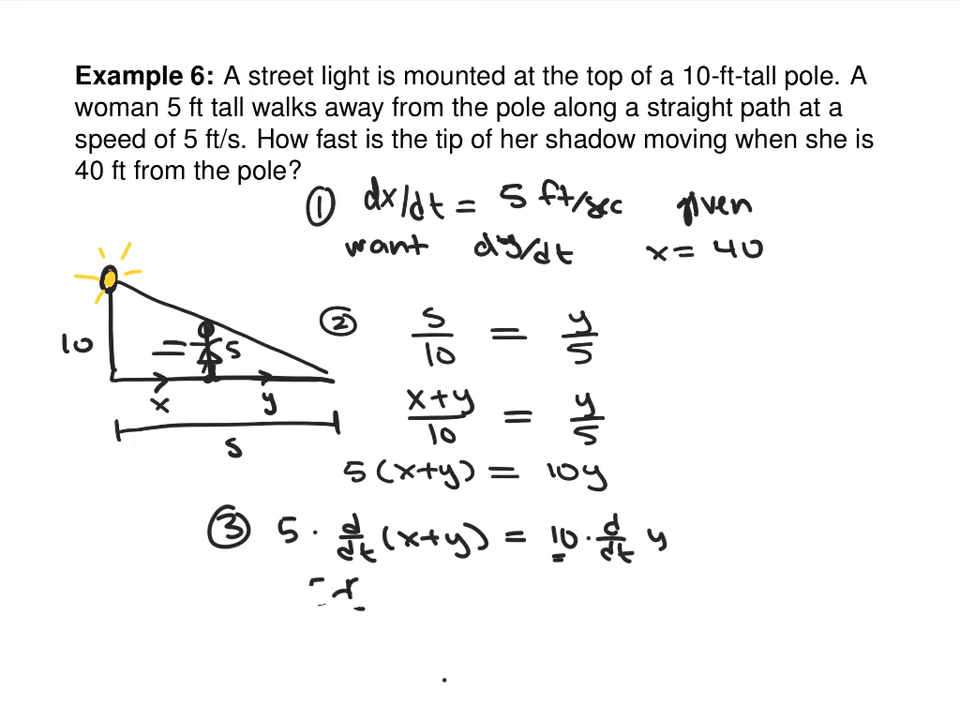 Example 6: A street light is mounted at the top of a 10-ft-tall pole. A
woman 5 ft tall walks away from the pole along a straight path at a
speed of 5 ft/s. How fast is the tip of her shadow moving when she is
40 ft from the pole?
① dx/dt = 5 ft/sec given
want dy/dt x = 40
10
5
x
y
s
② s/10 = y/5
x+y/10 = y/5
5(x+y) = 10y
③ 5 · d/dt (x+y) = 10 · d/dt y